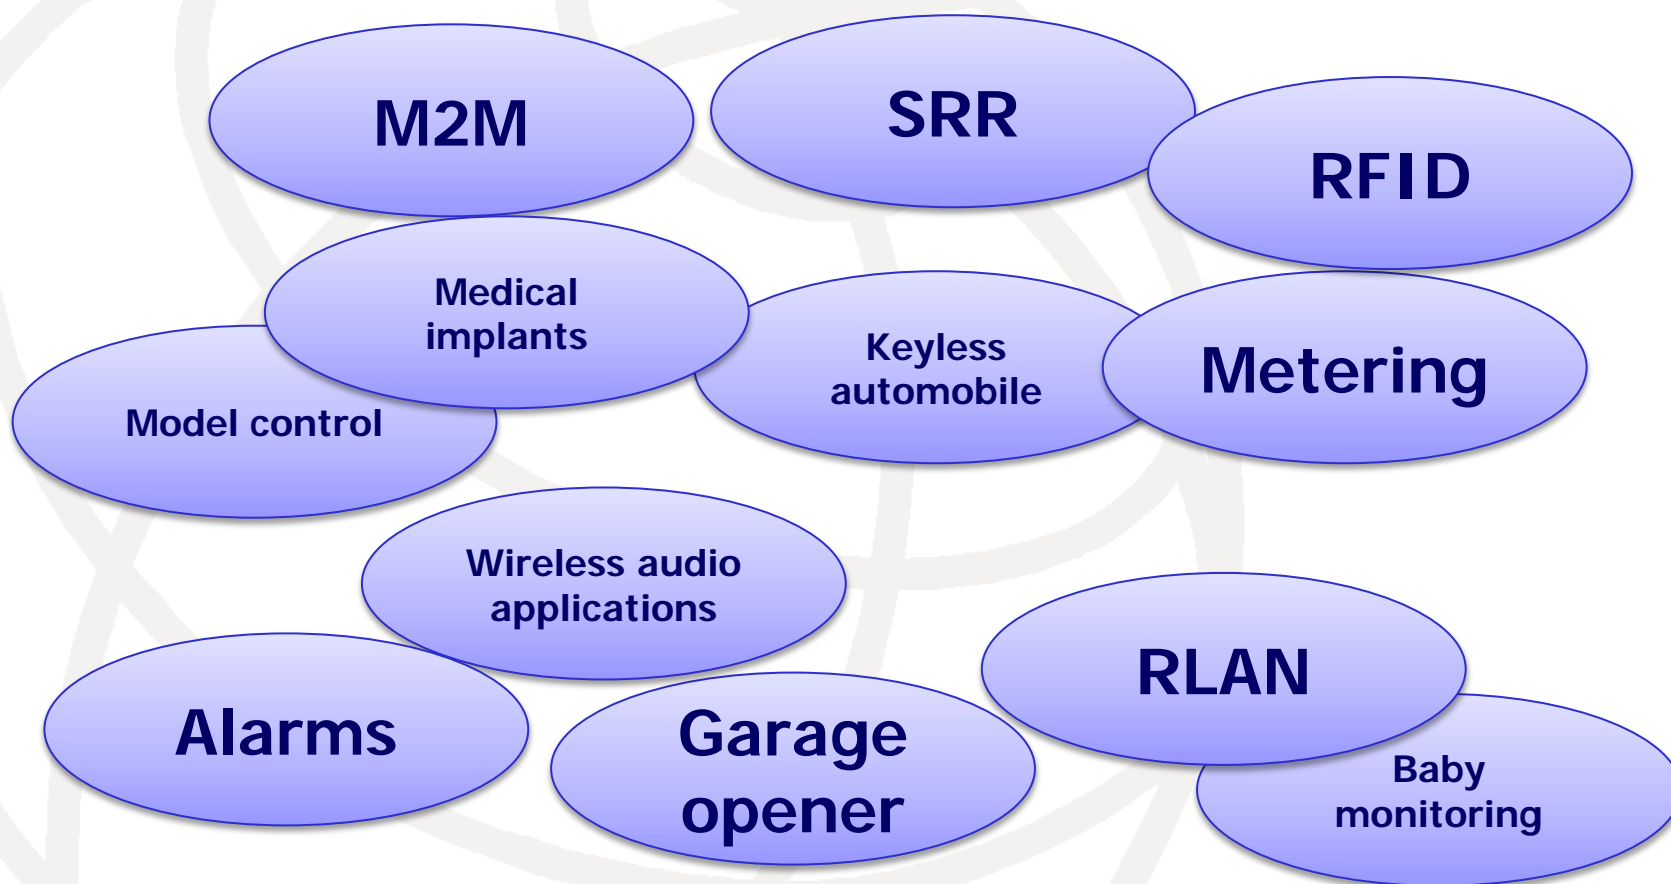 M2M
SRR
RFID
Medical
implants
Keyless
automobile
Metering
Model control
Wireless audio
applications
RLAN
Alarms
Garage
opener
Baby
monitoring